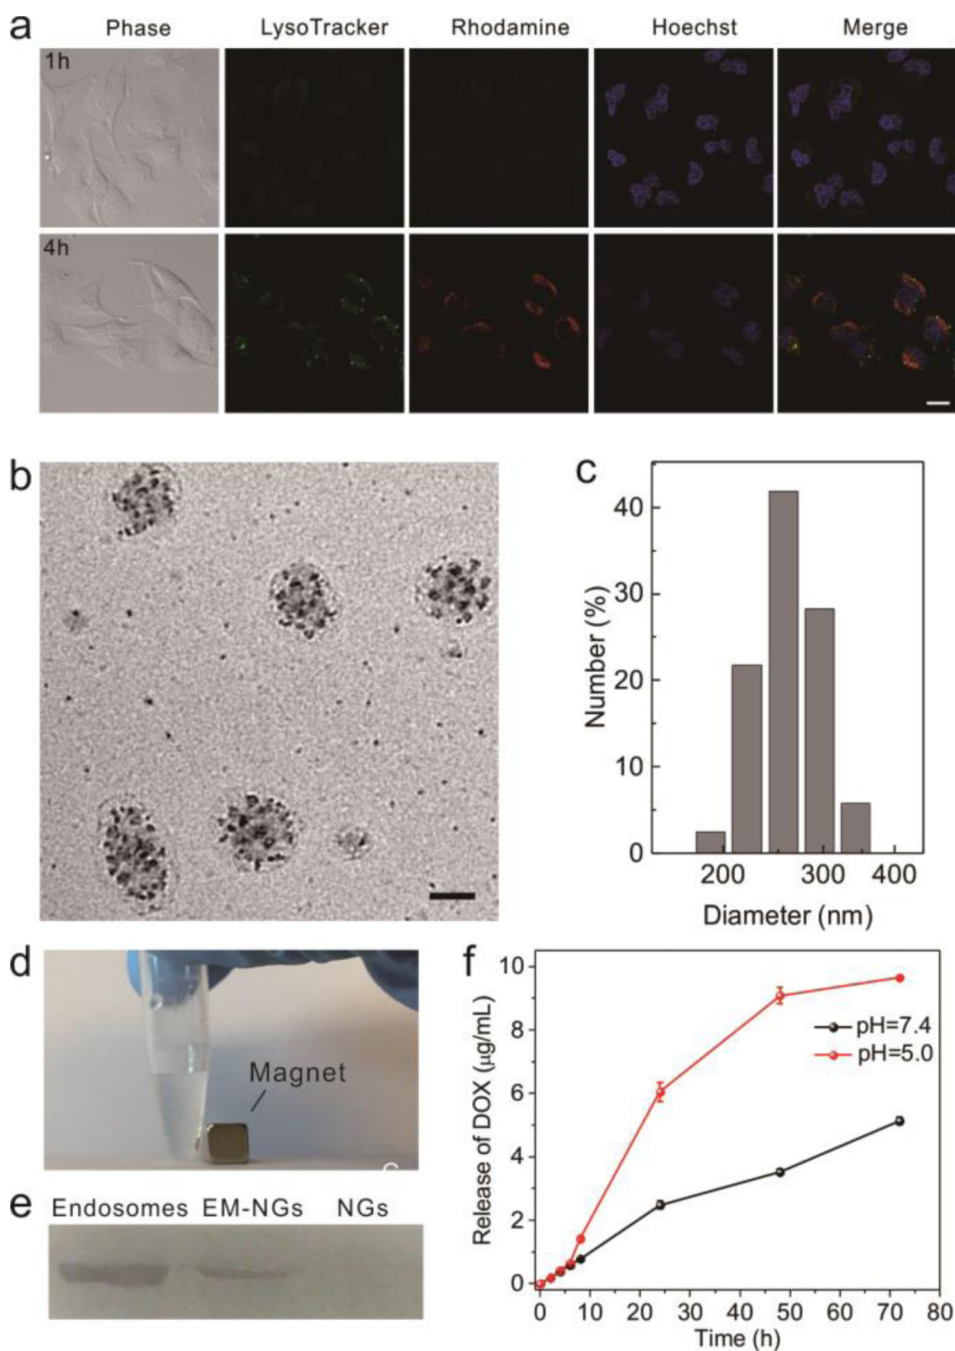 a
Phase LysoTracker Rhodamine Hoechst Merge
1h
4h
b
c
40
30
20
10
0
Number (%)
200 300 400
Diameter (nm)
d
Magnet
e
Endosomes EM-NGs NGs
f
10
8
6
4
2
0
Release of DOX (μg/mL)
pH=7.4
pH=5.0
0 10 20 30 40 50 60 70 80
Time (h)